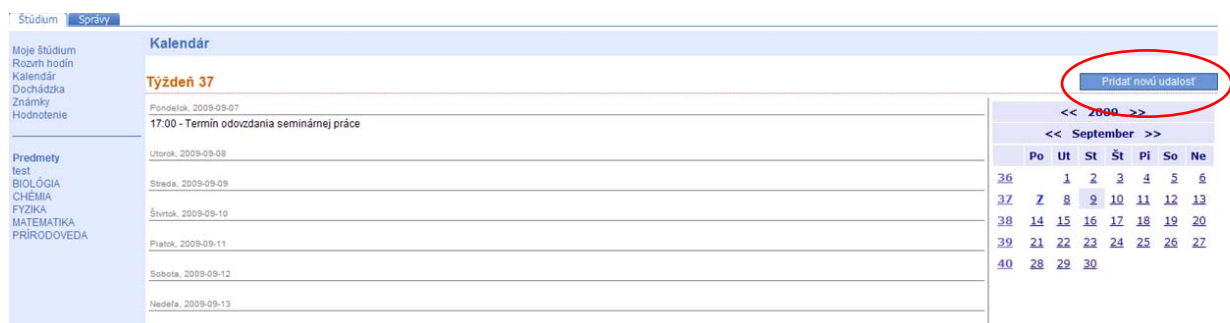 Štúdium Správy
Moje štúdium
Rozvrh hodín
Kalendár
Dochádzka
Známky
Hodnotenie
Predmety
test
BIOLÓGIA
CHÉMIA
FYZIKA
MATEMATIKA
PRÍRODOVEDA
Kalendár
Týždeň 37
Pridať novú udalosť
Pondelok, 2009-09-07
17:00 - Termín odovzdania seminárnej práce
Utorok, 2009-09-08
Streda, 2009-09-09
Štvrtok, 2009-09-10
Piatok, 2009-09-11
Sobota, 2009-09-12
Nedeľa, 2009-09-13
<< 2009 >>
<< September >>
Po Ut St Št Pi So Ne
36 1 2 3 4 5 6
37 7 8 9 10 11 12 13
38 14 15 16 17 18 19 20
39 21 22 23 24 25 26 27
40 28 29 30